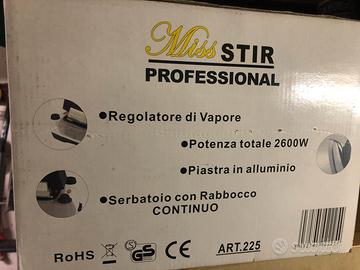 Miss STIR
PROFESSIONAL
●Regolatore di Vapore
●Potenza totale 2600W
●Piastra in alluminio
●Serbatoio con Rabbocco
CONTINUO
RoHS GS CE ART.225
subito